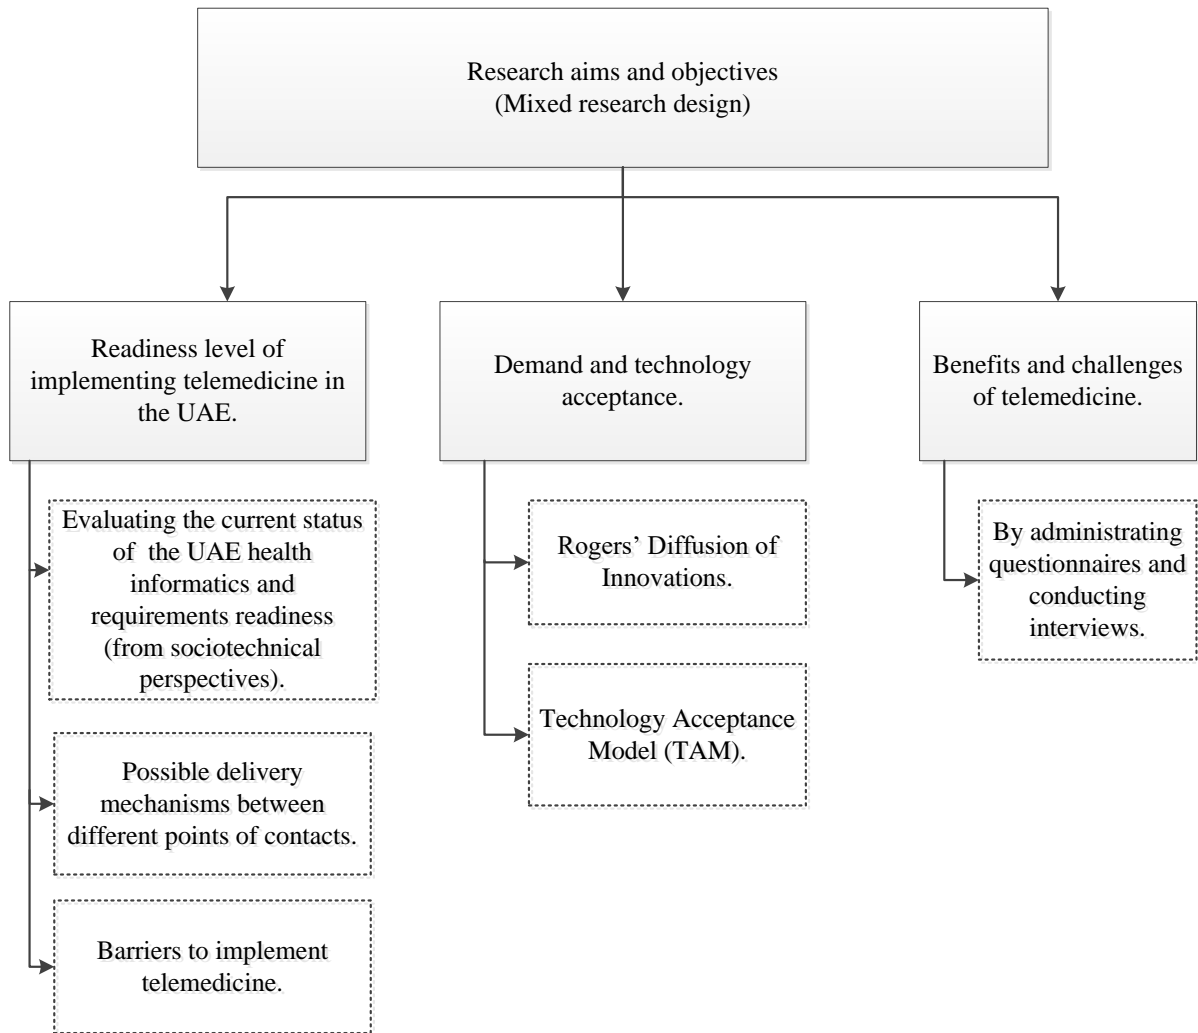 Research aims and objectives
(Mixed research design)
Readiness level of
implementing telemedicine in
the UAE.
Evaluating the current status
of the UAE health
informatics and
requirements readiness
(from sociotechnical
perspectives).
Possible delivery
mechanisms between
different points of contacts.
Barriers to implement
telemedicine.
Demand and technology
acceptance.
Rogers’ Diffusion of
Innovations.
Technology Acceptance
Model (TAM).
Benefits and challenges
of telemedicine.
By administrating
questionnaires and
conducting
interviews.